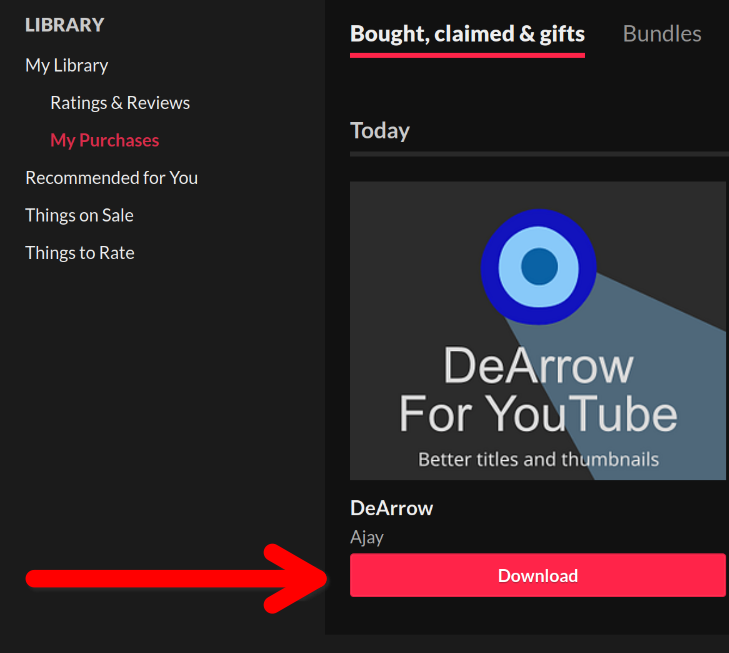 LIBRARY
My Library
Ratings & Reviews
My Purchases
Recommended for You
Things on Sale
Things to Rate
Bought, claimed & gifts
Bundles
Today
DeArrow
For YouTube
Better titles and thumbnails
DeArrow
Ajay
Download